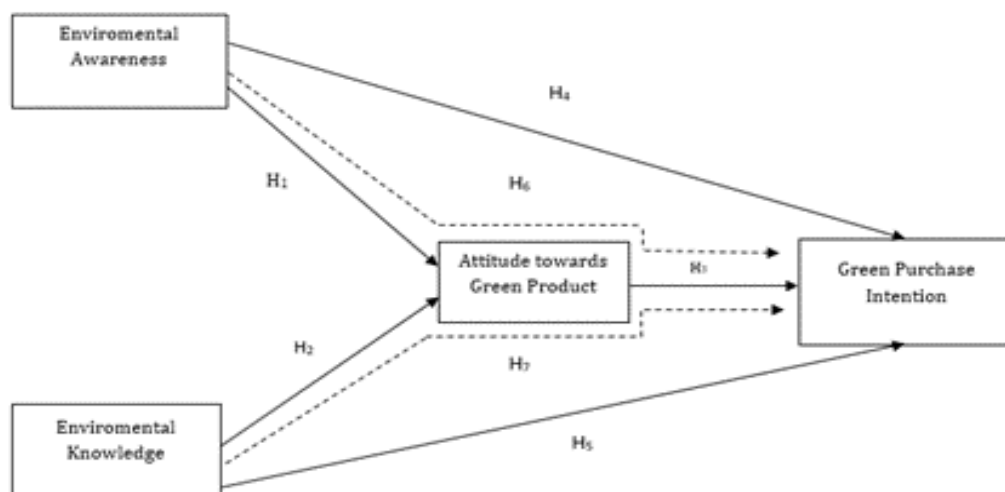 Enviromental
Awareness
H₄
H₁
H₆
Attitude towards
Green Product
H₃
Green Purchase
Intention
H₂
H₇
Enviromental
Knowledge
H₅